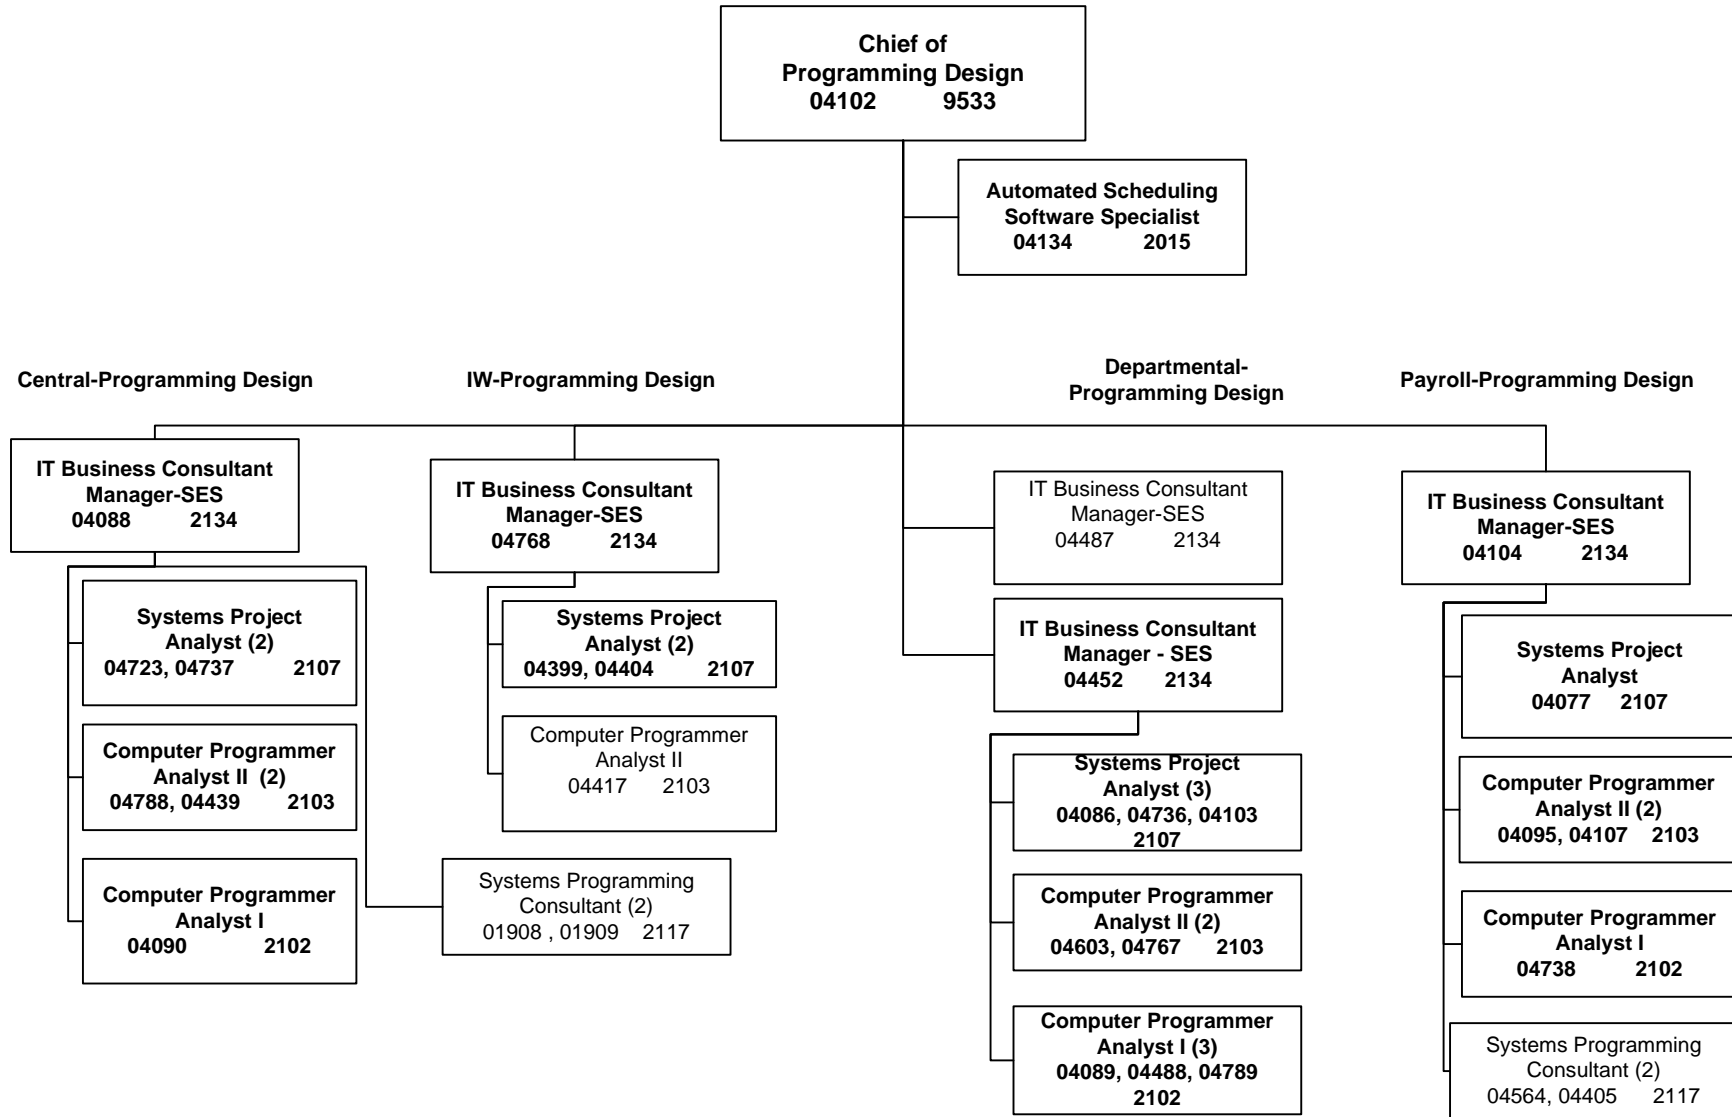 Chief of
Programming Design
04102 9533
Automated Scheduling
Software Specialist
04134 2015
Central-Programming Design
IW-Programming Design
Departmental-
Programming Design
Payroll-Programming Design
IT Business Consultant
Manager-SES
04088 2134
Systems Project
Analyst (2)
04723, 04737 2107
Computer Programmer
Analyst II (2)
04788, 04439 2103
Computer Programmer
Analyst I
04090 2102
IT Business Consultant
Manager-SES
04768 2134
Systems Project
Analyst (2)
04399, 04404 2107
Computer Programmer
Analyst II
04417 2103
Systems Programming
Consultant (2)
01908 , 01909 2117
IT Business Consultant
Manager-SES
04487 2134
IT Business Consultant
Manager - SES
04452 2134
Systems Project
Analyst (3)
04086, 04736, 04103
2107
Computer Programmer
Analyst II (2)
04603, 04767 2103
Computer Programmer
Analyst I (3)
04089, 04488, 04789
2102
IT Business Consultant
Manager-SES
04104 2134
Systems Project
Analyst
04077 2107
Computer Programmer
Analyst II (2)
04095, 04107 2103
Computer Programmer
Analyst I
04738 2102
Systems Programming
Consultant (2)
04564, 04405 2117